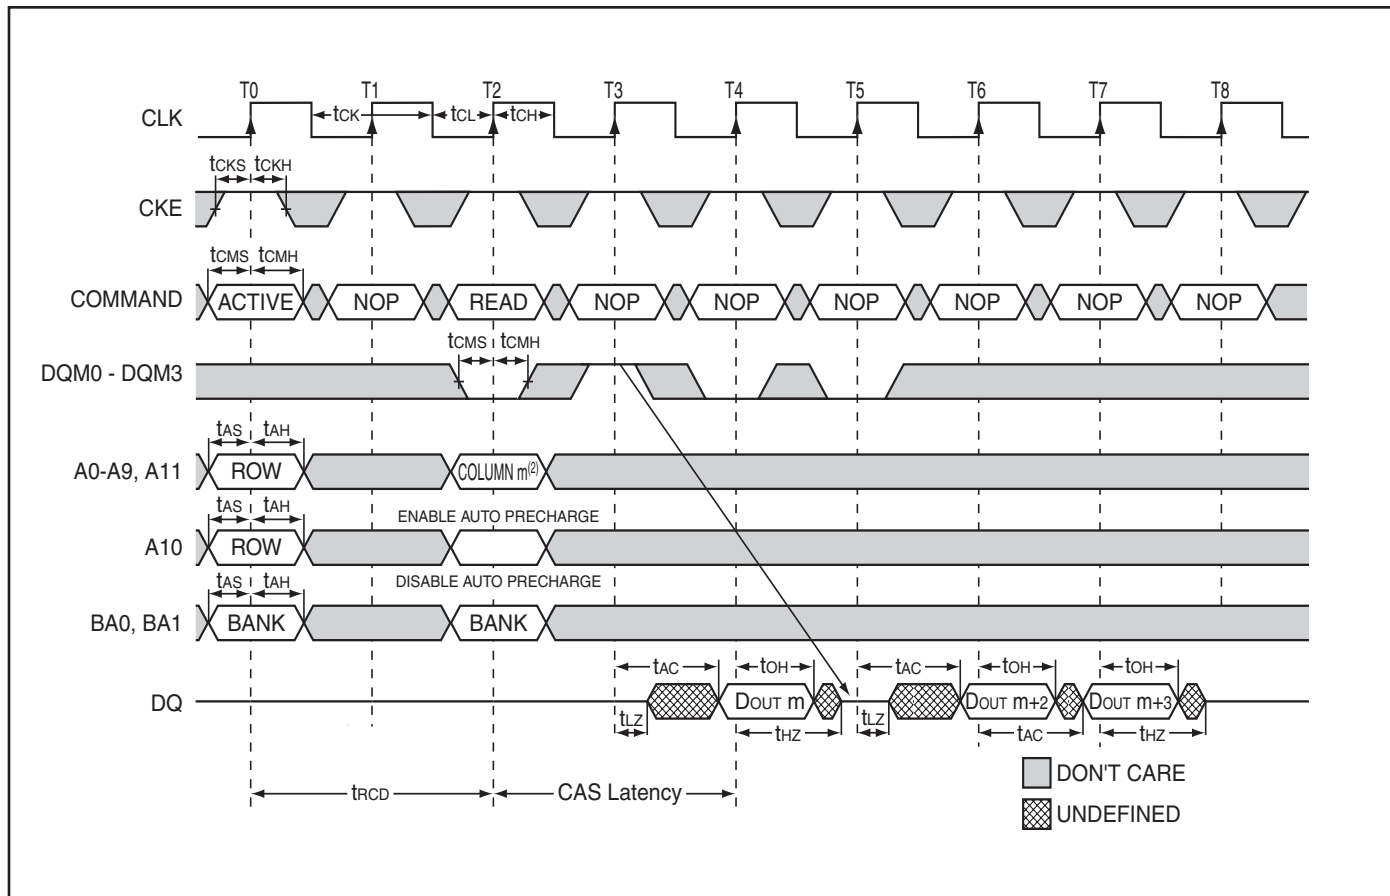 T0 T1 T2 T3 T4 T5 T6 T7 T8
CLK tCK tCL tCH
tCKS tCKH
CKE
tCMS tCMH
COMMAND ACTIVE NOP READ NOP NOP NOP NOP NOP NOP
tCMS tCMH
DQM0 - DQM3
tAS tAH
A0-A9, A11 ROW COLUMN m(2)
tAS tAH ENABLE AUTO PRECHARGE
A10 ROW
tAS tAH DISABLE AUTO PRECHARGE
BA0, BA1 BANK BANK
tAC tOH tAC tOH tOH
DQ DOUT m DOUT m+2 DOUT m+3
tLZ tHZ tLZ tAC tHZ
DON'T CARE
tRCD CAS Latency
UNDEFINED